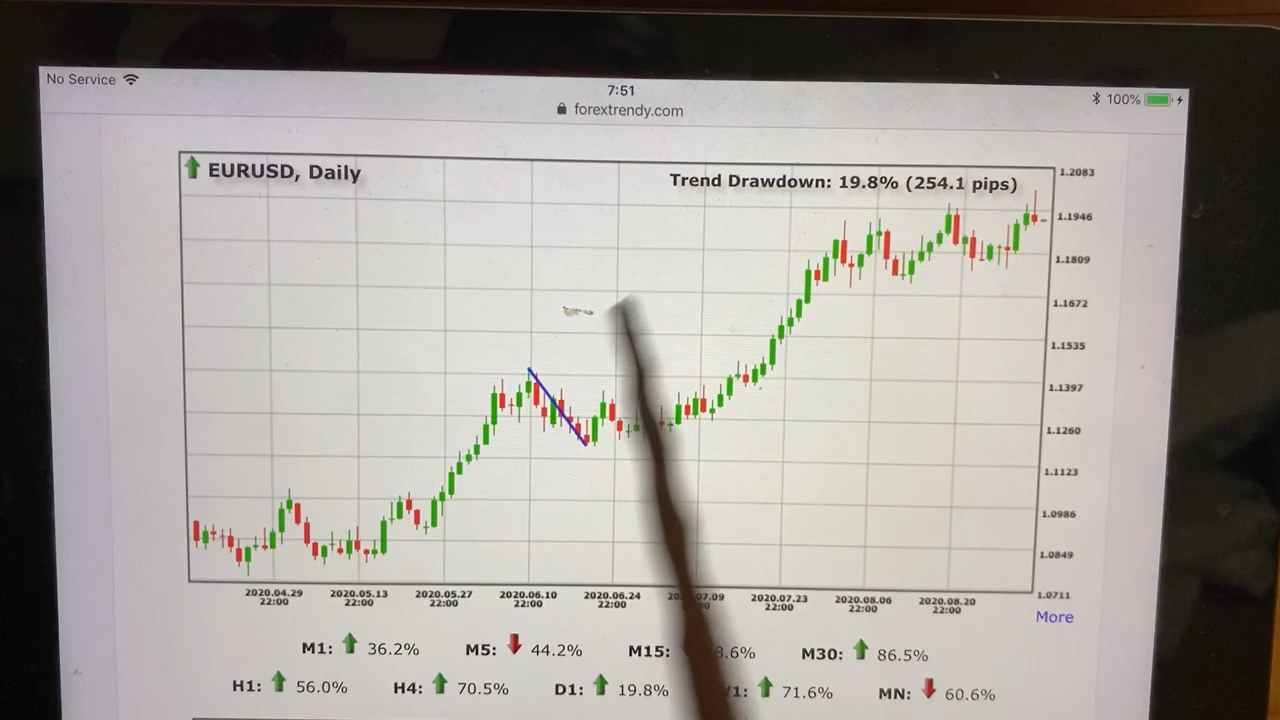 No Service
7:51
100%
forextrendy.com
EURUSD, Daily
Trend Drawdown: 19.8% (254.1 pips)
1.2083
1.1946
1.1809
1.1672
1.1535
1.1397
1.1260
1.1123
1.0986
1.0849
1.0711
2020.04.29 2020.05.13 2020.05.27 2020.06.10 2020.06.24 2020.07.09 2020.07.23 2020.08.06 2020.08.20
22:00 22:00 22:00 22:00 22:00 22:00 22:00 22:00
More
M1: 36.2% M5: 44.2% M15: M30: 86.5%
H1: 56.0% H4: 70.5% D1: 19.8% 71.6% MN: 60.6%